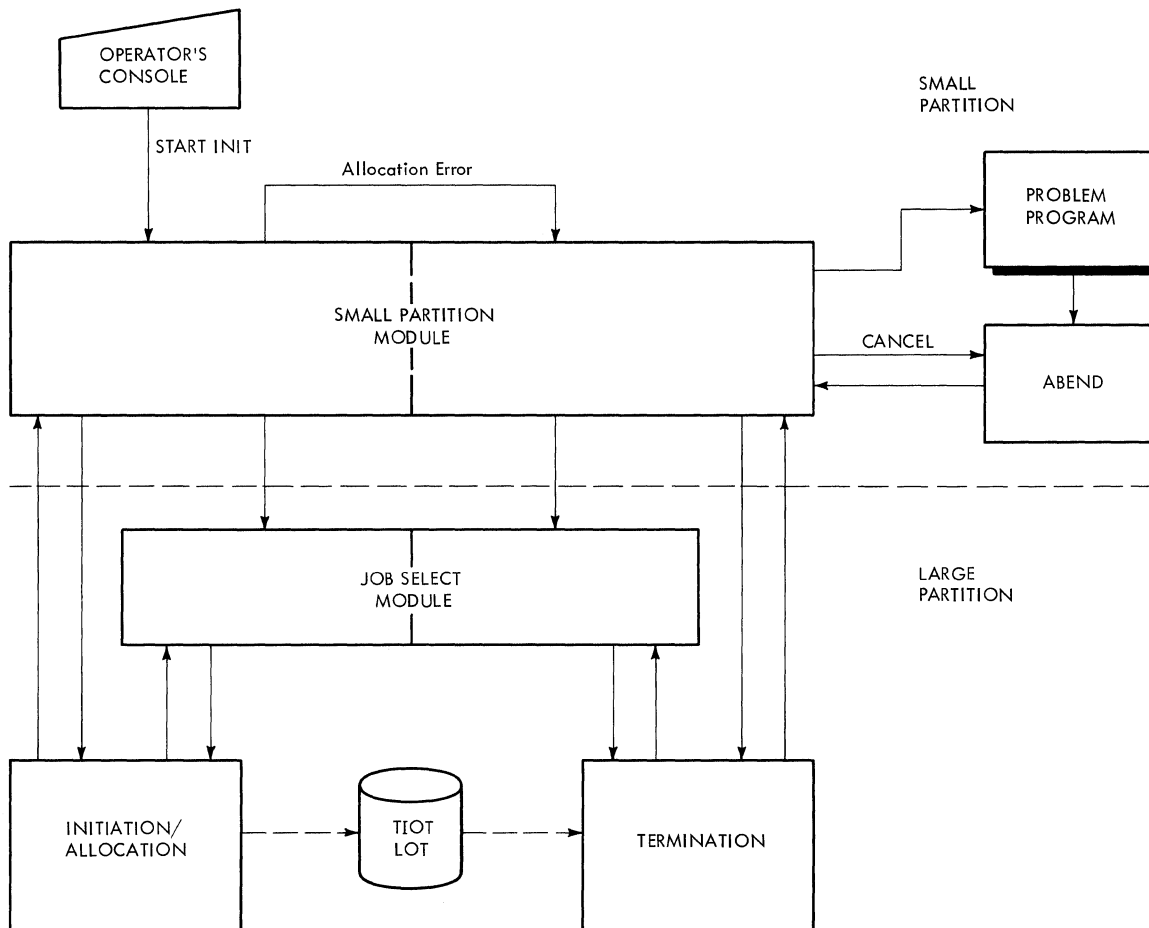 OPERATOR'S
CONSOLE
START INIT
SMALL
PARTITION
Allocation Error
PROBLEM
PROGRAM
SMALL PARTITION
MODULE
CANCEL
ABEND
JOB SELECT
MODULE
LARGE
PARTITION
INITIATION/
ALLOCATION
TIOT
LOT
TERMINATION